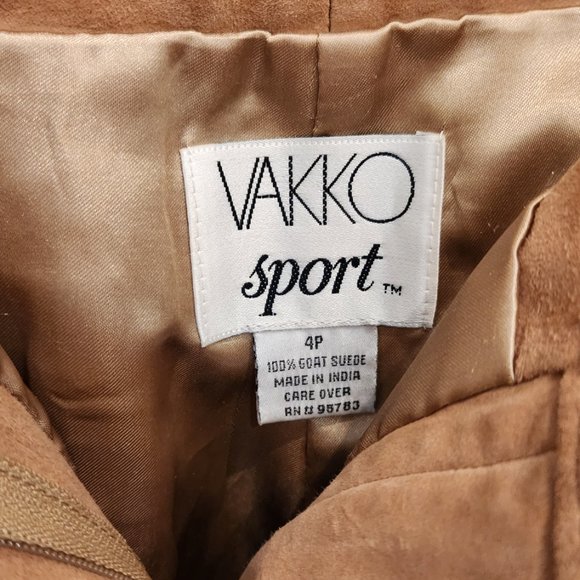 VAKKO
sport™
4P
100% GOAT SUEDE
MADE IN INDIA
CARE OVER
RN # 95783